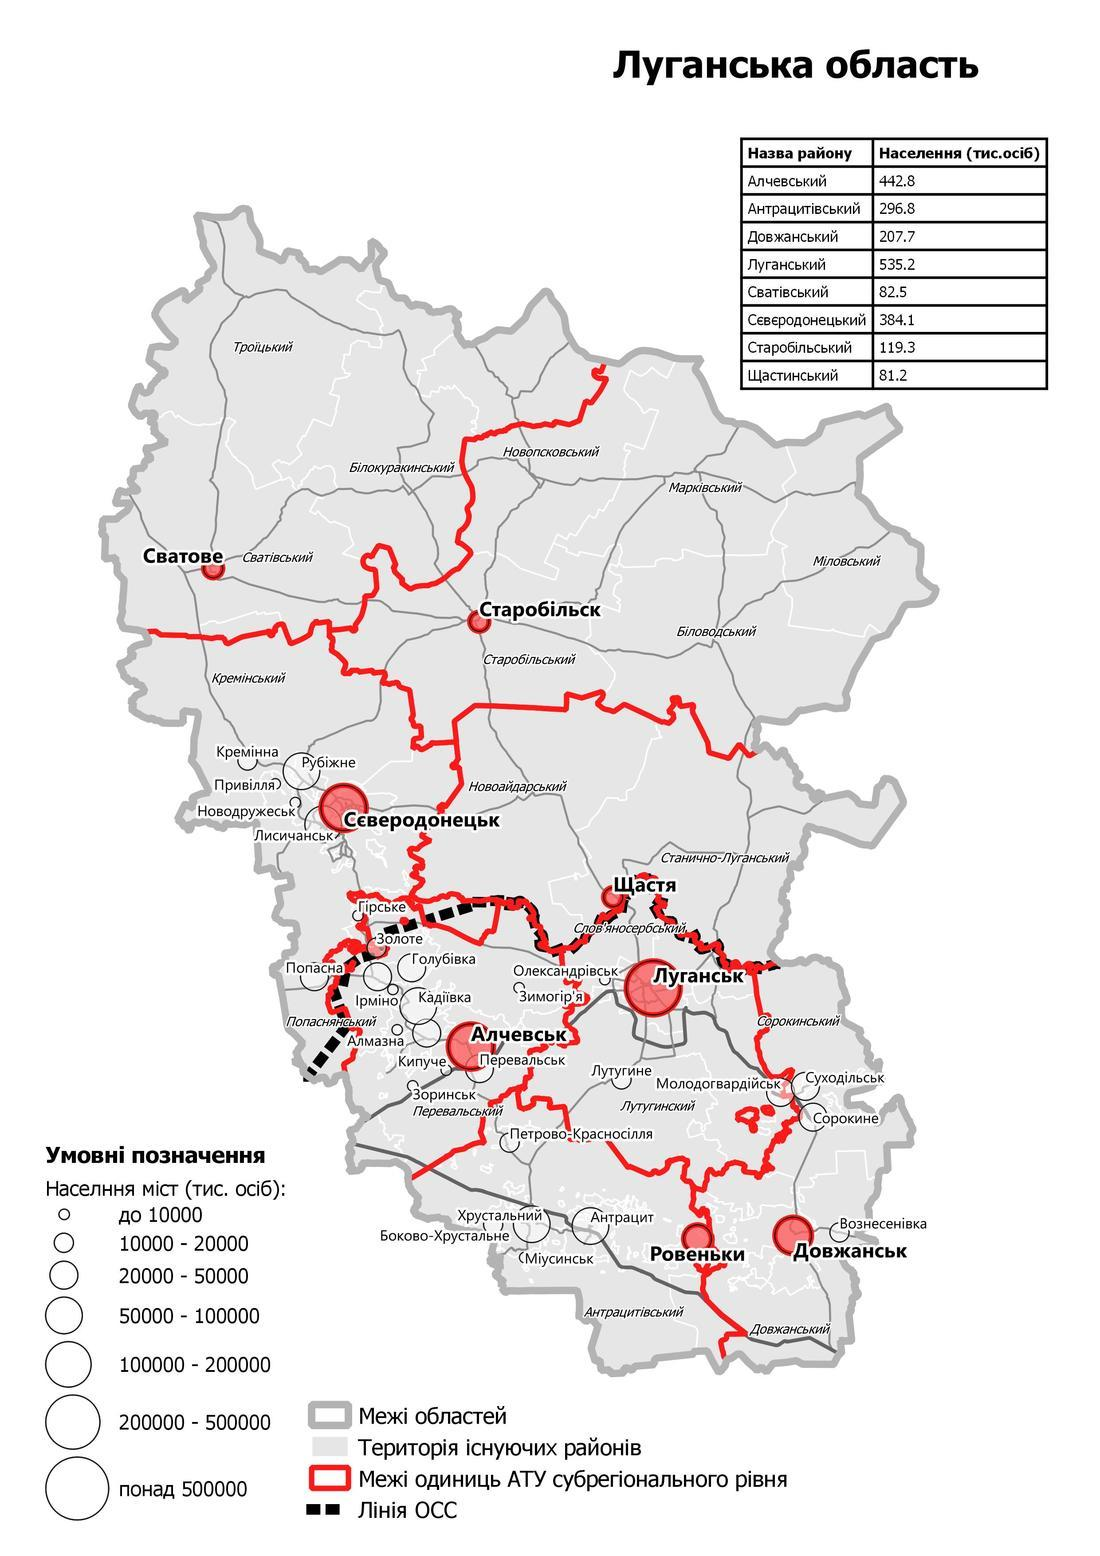 Луганська область
Назва району Населення (тис.осіб)
Алчевський 442.8
Антрацитівський 296.8
Довжанський 207.7
Луганський 535.2
Сватівський 82.5
Сєвєродонецький 384.1
Старобільський 119.3
Щастинський 81.2
Троїцький
Новопсковський
Білокуракинський
Марківський
Сватове
Сватівський
Міловський
Старобільск
Біловодський
Старобільський
Кремінський
Кремінна
Рубіжне
Привілля
Новоайдарський
Новодружеськ
Сєверодонецьк
Лисичанськ
Станично-Луганський
Щастя
Гірське
Слов'яносербський
Золоте
Голубівка
Попасна
Олександрівськ
Луганськ
Ірміно
Кадіївка
Зимогір'я
Попаснянський
Сорокинський
Алмазна
Алчевськ
Кипуче
Перевальськ
Лутугине
Молодогвардійськ
Суходільськ
Зоринськ
Перевальський
Лутугинский
Сорокине
Петрово-Красносілля
Хрустальний
Антрацит
Боково-Хрустальне
Вознесенівка
Міусинськ
Ровеньки
Довжанськ
Антрацитівський
Довжанський
Умовні позначення
Населння міст (тис. осіб):
до 10000
10000 - 20000
20000 - 50000
50000 - 100000
100000 - 200000
200000 - 500000
понад 500000
Межі областей
Територія існуючих районів
Межі одиниць АТУ субрегіонального рівня
Лінія ОСС